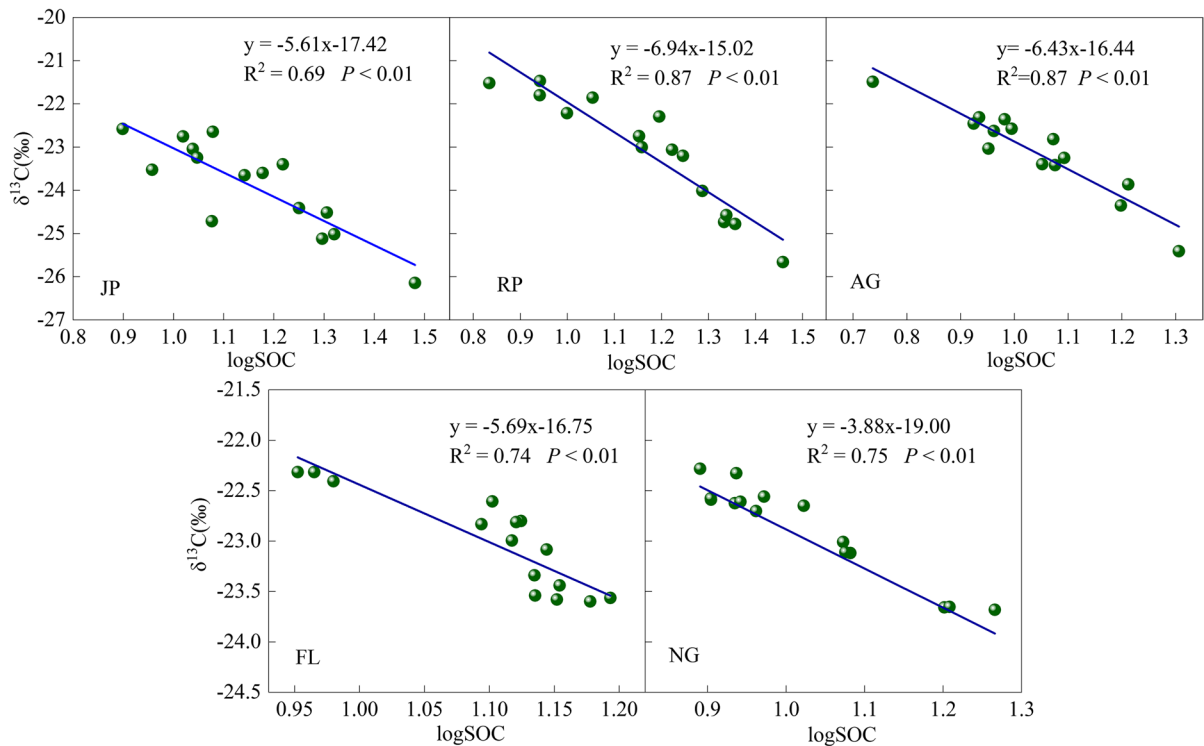 y = -5.61x-17.42
R² = 0.69 P < 0.01
y = -6.94x-15.02
R² = 0.87 P < 0.01
y= -6.43x-16.44
R²=0.87 P < 0.01
-20
-21
-22
-23
-24
-25
-26
-27
δ¹³C(‰)
JP
RP
AG
0.8 0.9 1.0 1.1 1.2 1.3 1.4 1.5
0.8 0.9 1.0 1.1 1.2 1.3 1.4 1.5
0.7 0.8 0.9 1.0 1.1 1.2 1.3
logSOC
logSOC
logSOC
y = -5.69x-16.75
R² = 0.74 P < 0.01
y = -3.88x-19.00
R² = 0.75 P < 0.01
-21.5
-22.0
-22.5
-23.0
-23.5
-24.0
-24.5
δ¹³C(‰)
FL
NG
0.95 1.00 1.05 1.10 1.15 1.20
0.9 1.0 1.1 1.2 1.3
logSOC
logSOC